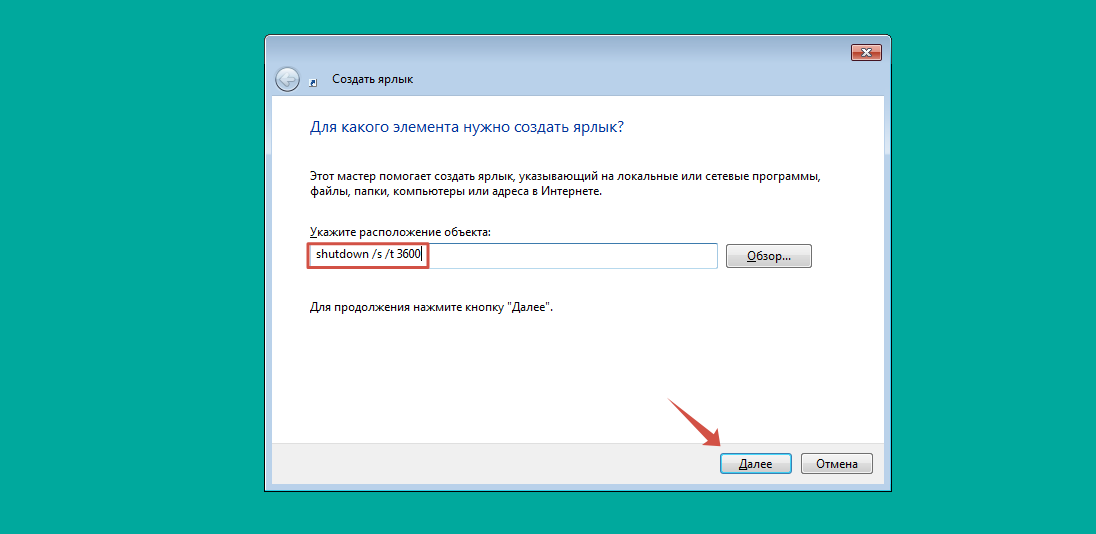 Создать ярлык
Для какого элемента нужно создать ярлык?
Этот мастер помогает создать ярлык, указывающий на локальные или сетевые программы,
файлы, папки, компьютеры или адреса в Интернете.
Укажите расположение объекта:
shutdown /s /t 3600
Обзор...
Для продолжения нажмите кнопку "Далее".
Далее
Отмена